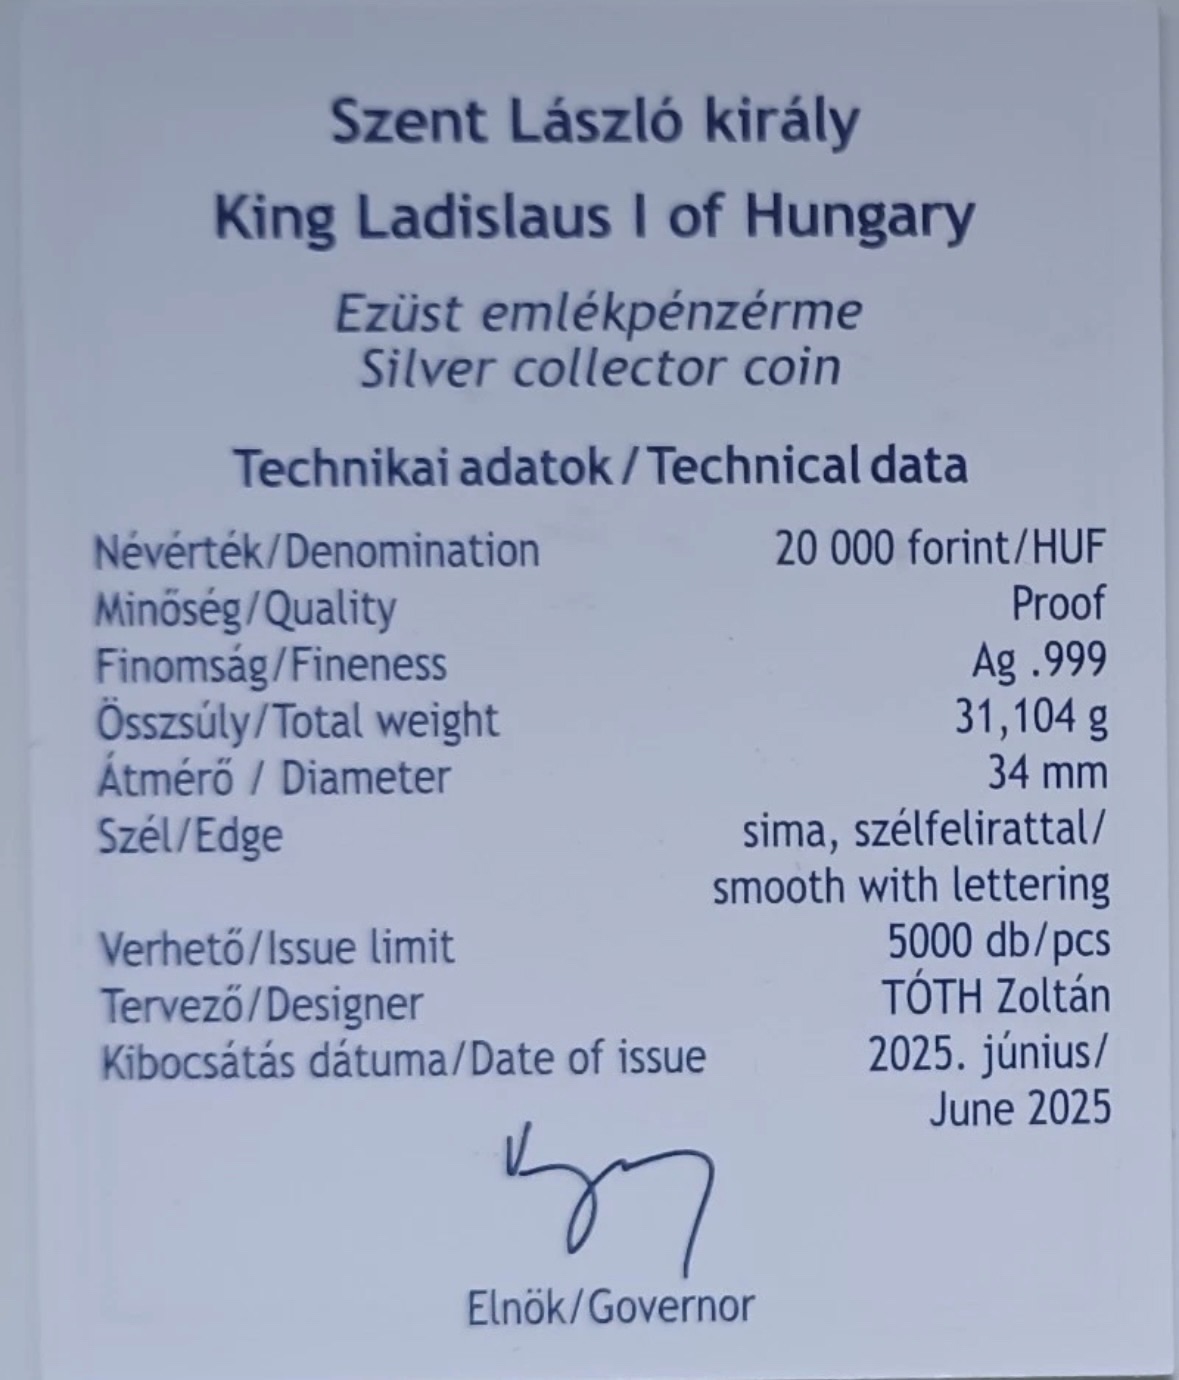 Szent László király
King Ladislaus I of Hungary
Ezüst emlékpénzérme
Silver collector coin
Technikai adatok / Technical data
Névérték/Denomination 20 000 forint/HUF
Minőség/Quality Proof
Finomság/Fineness Ag .999
Összsúly/Total weight 31,104 g
Átmérő / Diameter 34 mm
Szél/Edge sima, szélfelirattal/
smooth with lettering
Verhető/Issue limit 5000 db/pcs
Tervező/Designer TÓTH Zoltán
Kibocsátás dátuma/Date of issue 2025. június/
June 2025
Elnök/Governor